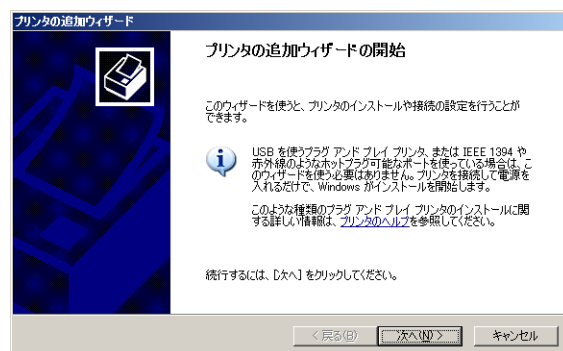 プリンタの追加ウィザード
プリンタの追加ウィザードの開始
このウィザードを使うと、プリンタのインストールや接続の設定を行うことが
できます。
USB を使うプラグ アンド プレイ プリンタ、または IEEE 1394 や
赤外線のようなホットプラグ可能なポートを使っている場合は、こ
のウィザードを使う必要はありません。プリンタを接続して電源を
入れるだけで、Windows がインストールを開始します。
このような種類のプラグ アンド プレイ プリンタのインストールに関
する詳しい情報は、プリンタのヘルプを参照してください。
続行するには、[次へ] をクリックしてください。
< 戻る(B) 次へ(N) > キャンセル